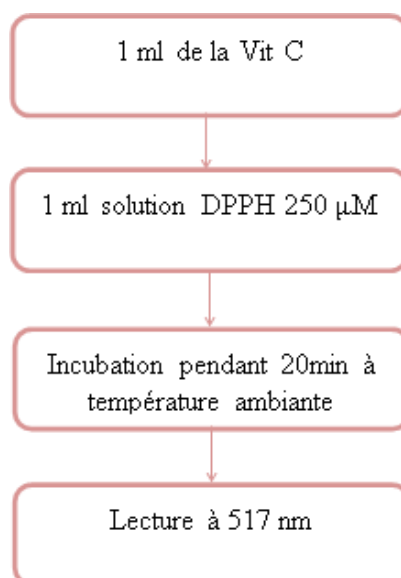 1 ml de la Vit C
1 ml solution DPPH 250 µM
Incubation pendant 20min à
température ambiante
Lecture à 517 nm